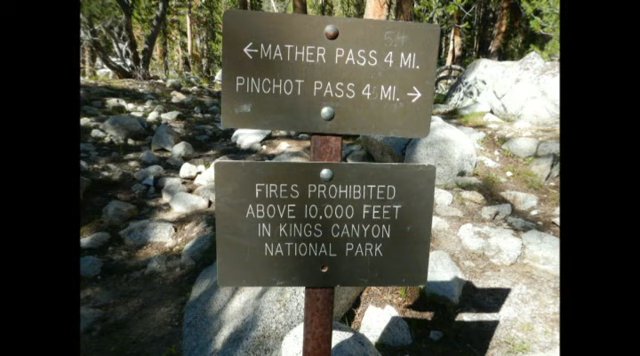 ←MATHER PASS 4 MI.
PINCHOT PASS 4 MI.→
FIRES PROHIBITED
ABOVE 10,000 FEET
IN KINGS CANYON
NATIONAL PARK